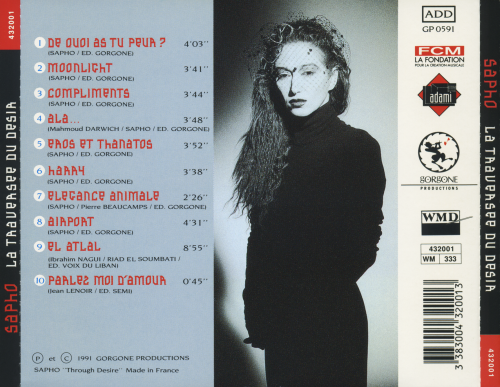 432001
SAPHO LA TRAVERSEE DU DESIR
1 DE QUOI AS TU PEUR ? 4'03"
(SAPHO / ED. GORGONE)
2 MOONLIGHT 3'41"
(SAPHO / ED. GORGONE)
3 COMPLIMENTS 3'44"
(SAPHO / ED. GORGONE)
4 ALA... 3'48"
(Mahmoud DARWICH / SAPHO / ED. GORGONE)
5 EROS ET THANATOS 3'52"
(SAPHO / ED. GORGONE)
6 HARRY 3'38"
(SAPHO / ED. GORGONE)
7 ELEGANCE ANIMALE 2'26"
(SAPHO / Pierre BEAUCAMPS / ED. GORGONE)
8 AIRPORT 4'31"
(SAPHO / ED. GORGONE)
9 EL ATLAL 8'55"
(Ibrahim NAGUI / RIAD EL SOUMBATI /
ED. VOIX DU LIBAN)
10 PARLEZ MOI D'AMOUR 0'45"
(Jean LENOIR / ED. SEMI)
P et C 1991 GORGONE PRODUCTIONS
SAPHO "Through Desire" Made in France
ADD
GP 0591
FCM
LA FONDATION
POUR LA CREATION MUSICALE
adami
GORGONE
PRODUCTIONS
WMD
432001
WM 333
3 383004 320013
SAPHO LA TRAVERSEE DU DESIR
432001